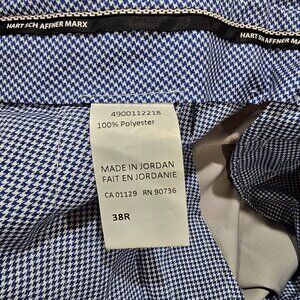 HART SCHAFFNER MARX
HART SCHAFFNER MARX
4900112218
100% Polyester
MADE IN JORDAN
FAIT EN JORDANIE
CA 01129 RN 90736
38R